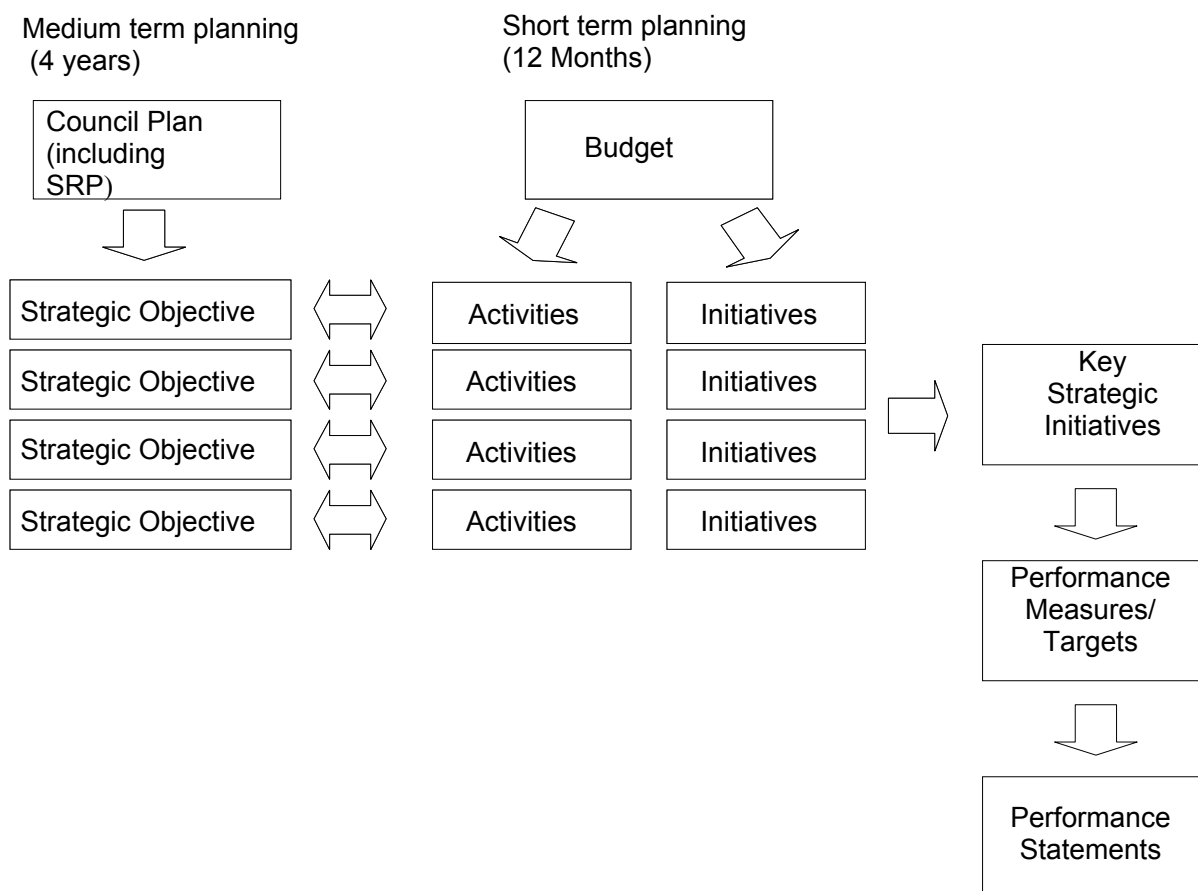 Medium term planning
(4 years)
Short term planning
(12 Months)
Council Plan
(including
SRP)
Budget
Strategic Objective
Activities
Initiatives
Strategic Objective
Activities
Initiatives
Strategic Objective
Activities
Initiatives
Strategic Objective
Activities
Initiatives
Key
Strategic
Initiatives
Performance
Measures/
Targets
Performance
Statements